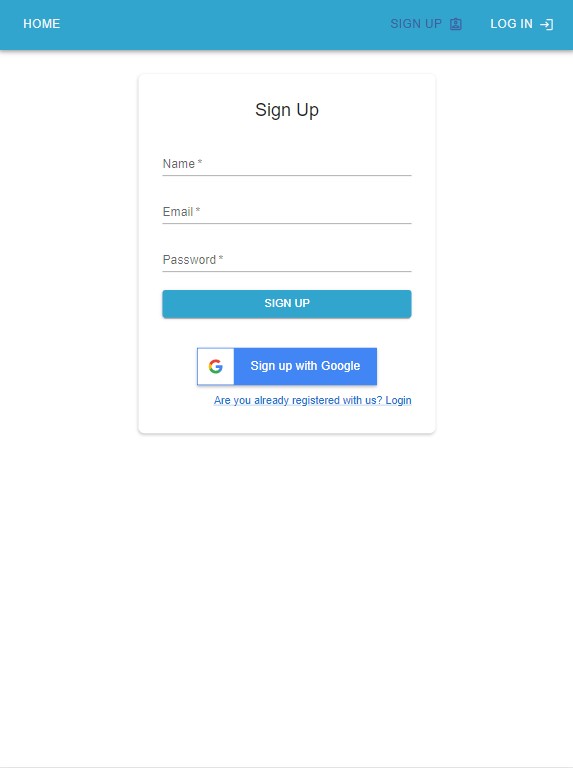 HOME SIGN UP LOG IN
Sign Up
Name *
Email *
Password *
SIGN UP
G Sign up with Google
Are you already registered with us? Login